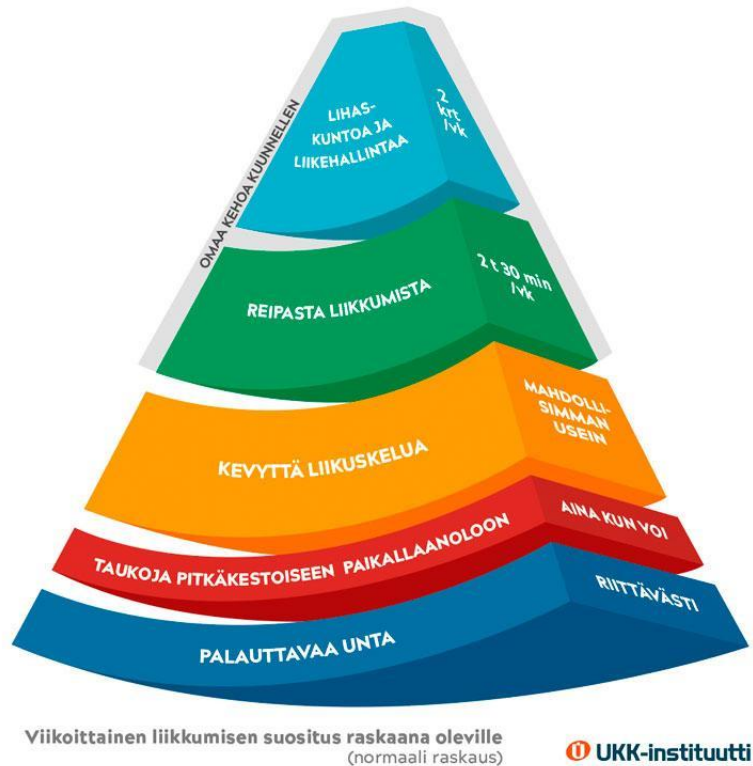 OMAA KEHOA KUUNNELLEN
LIHAS-
KUNTOA JA
LIIKEHALLINTAA
2
krt
/vk
REIPASTA LIIKKUMISTA
2 t 30 min
/vk
KEVYTTÄ LIIKUSKELUA
MAHDOLLI-
SIMMAN
USEIN
TAUKOJA PITKÄKESTOISEEN PAIKALLAANOLOON
AINA KUN VOI
PALAUTTAVAA UNTA
RIITTÄVÄSTI
Viikoittainen liikkumisen suositus raskaana oleville
(normaali raskaus)
UKK-instituutti